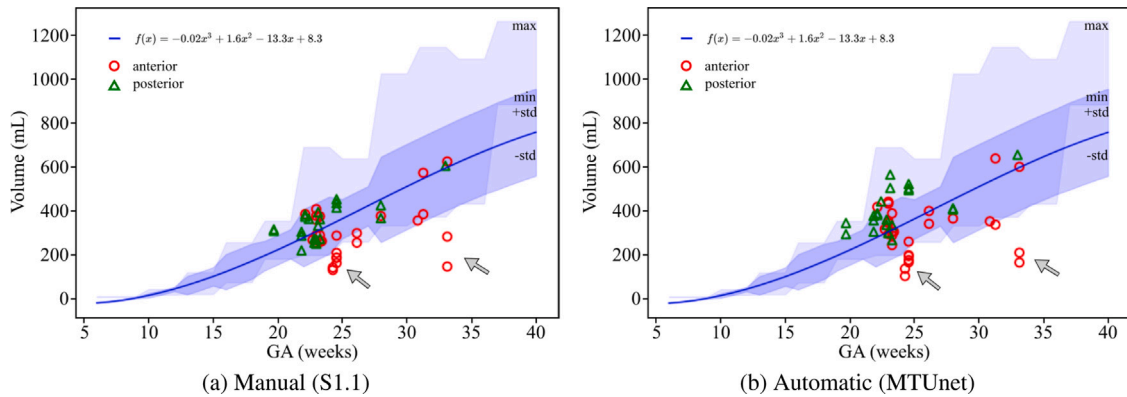 1200
1000
800
600
400
200
0
Volume (mL)
f(x) = −0.02x³ + 1.6x² − 13.3x + 8.3
anterior
posterior
max
min
+std
-std
5 10 15 20 25 30 35 40
GA (weeks)
(a) Manual (S1.1)
1200
1000
800
600
400
200
0
Volume (mL)
f(x) = −0.02x³ + 1.6x² − 13.3x + 8.3
anterior
posterior
max
min
+std
-std
5 10 15 20 25 30 35 40
GA (weeks)
(b) Automatic (MTUnet)